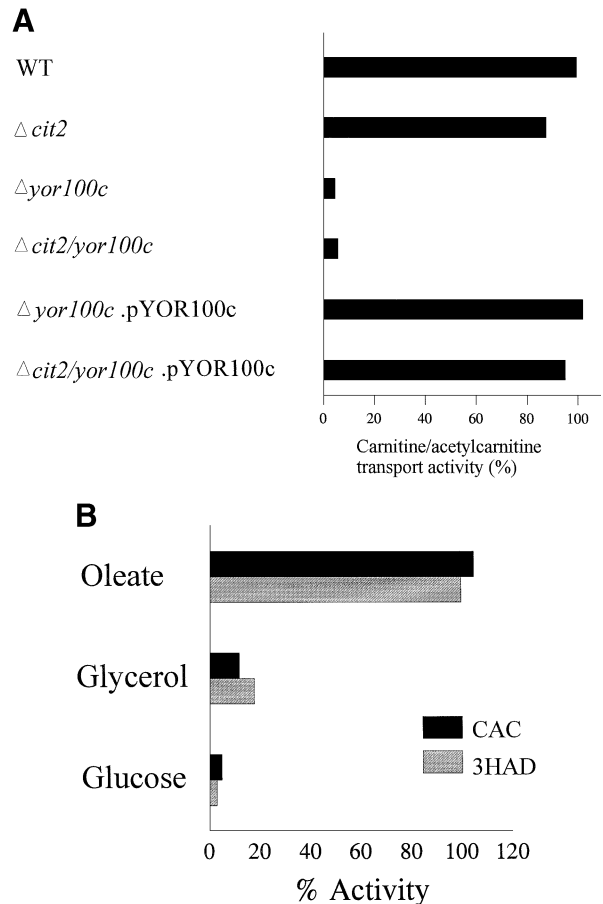 A
WT
△ cit2
△yor100c
△ cit2/yor100c
△ yor100c .pYOR100c
△cit2/yor100c .pYOR100c
0 20 40 60 80 100
Carnitine/acetylcarnitine
transport activity (%)
B
Oleate
Glycerol
Glucose
CAC
3HAD
0 20 40 60 80 100 120
% Activity